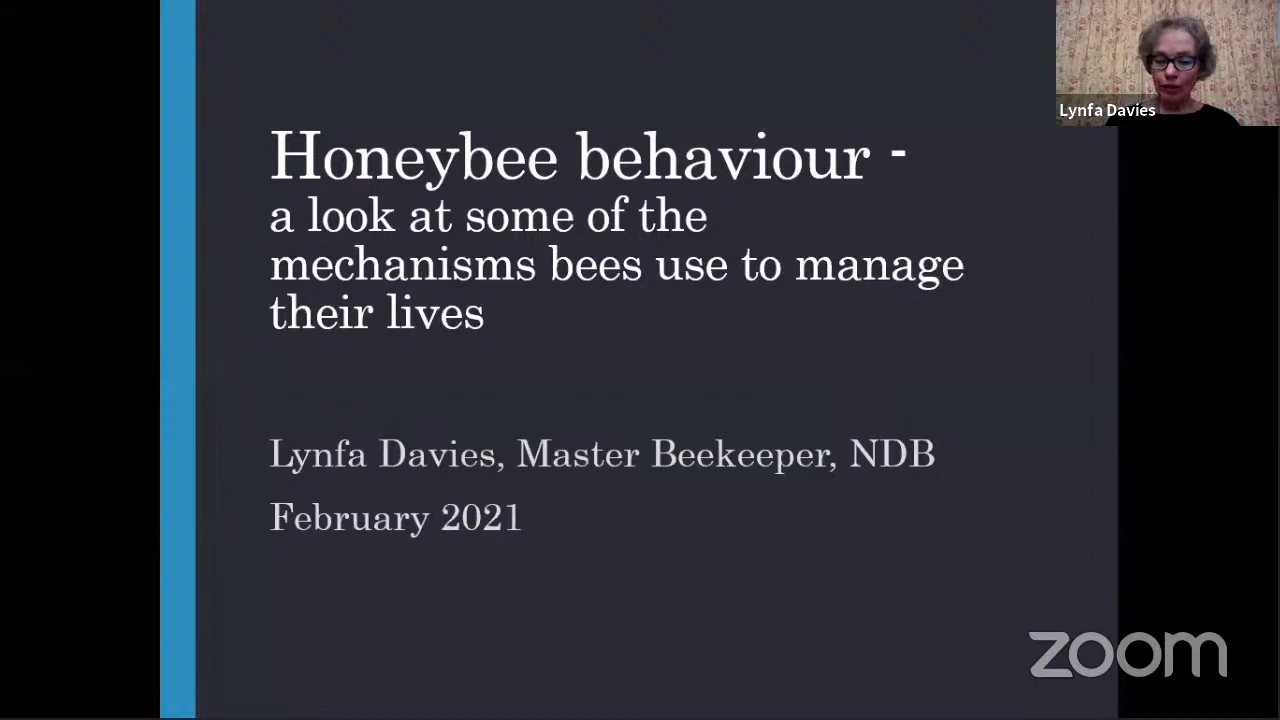 Lynfa Davies
Honeybee behaviour -
a look at some of the
mechanisms bees use to manage
their lives
Lynfa Davies, Master Beekeeper, NDB
February 2021
zoom